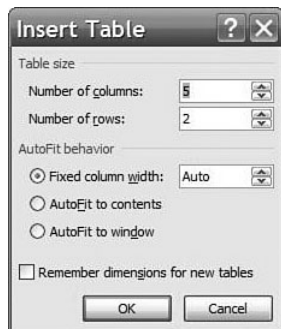 Insert Table
Table size
Number of columns: 5
Number of rows: 2
AutoFit behavior
Fixed column width: Auto
AutoFit to contents
AutoFit to window
Remember dimensions for new tables
OK Cancel